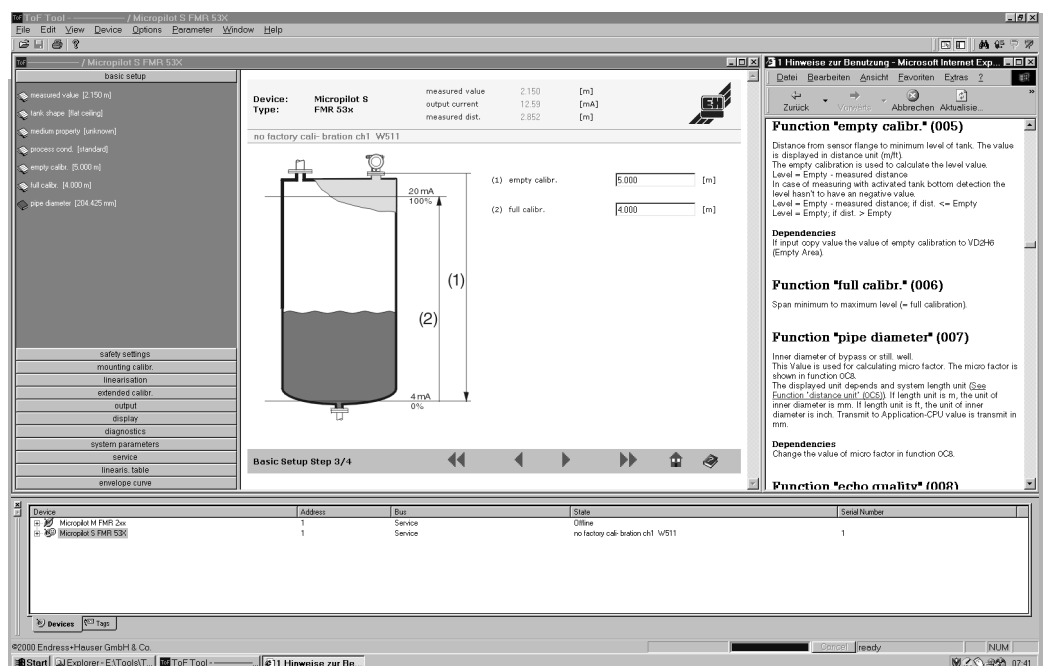 ToF Tool - ———— / Micropilot S FMR 53X
File Edit View Device Options Parameter Window Help
———— / Micropilot S FMR 53X
basic setup
measured value [2.150 m]
tank shape [flat ceiling]
medium property [unknown]
process cond. [standard]
empty calibr. [5.000 m]
full calibr. [4.000 m]
pipe diameter [204.425 mm]
safety settings
mounting calibr.
linearisation
extended calibr.
output
display
diagnostics
system parameters
service
linearis. table
envelope curve
Device: Micropilot S
Type: FMR 53x
measured value 2.150 [m]
output current 12.59 [mA]
measured dist. 2.852 [m]
EH
no factory cali- bration ch1 W511
20 mA
100%
(1)
(2)
4 mA
0%
(1) empty calibr. 5.000 [m]
(2) full calibr. 4.000 [m]
Basic Setup Step 3/4
1 Hinweise zur Benutzung - Microsoft Internet Exp...
Datei Bearbeiten Ansicht Favoriten Extras ?
Zurück Vorwärts Abbrechen Aktualisie...
Function "empty calibr." (005)
Distance from sensor flange to minimum level of tank. The value
is displayed in distance unit (m/ft).
The empty calibration is used to calculate the level value.
Level = Empty - measured distance
In case of measuring with activated tank bottom detection the
level hasn't to have an negative value.
Level = Empty - measured distance; if dist. <= Empty
Level = Empty; if dist. > Empty
Dependencies
If input copy value the value of empty calibration to VD2H6
(Empty Area).
Function "full calibr." (006)
Span minimum to maximum level (= full calibration).
Function "pipe diameter" (007)
Inner diameter of bypass or still. well.
This Value is used for calculating micro factor. The micro factor is
shown in function 0C8.
The displayed unit depends and system length unit (See
Function "distance unit" (0C5)). If length unit is m, the unit of
inner diameter is mm. If length unit is ft, the unit of inner
diameter is inch. Transmit to Application-CPU value is transmit in
mm.
Dependencies
Change the value of micro factor in function 0C8.
Function "echo quality" (008)
Device Address Bus State Serial Number
Micropilot M FMR 2xx 1 Service Offline
Micropilot S FMR 53X 1 Service no factory cali- bration ch1 W511 1
Devices Tags
©2000 Endress+Hauser GmbH & Co. Cancel ready NUM
Start Explorer - E:\Tools\T... ToF Tool - ———— ... 1 Hinweise zur Be... 07:41